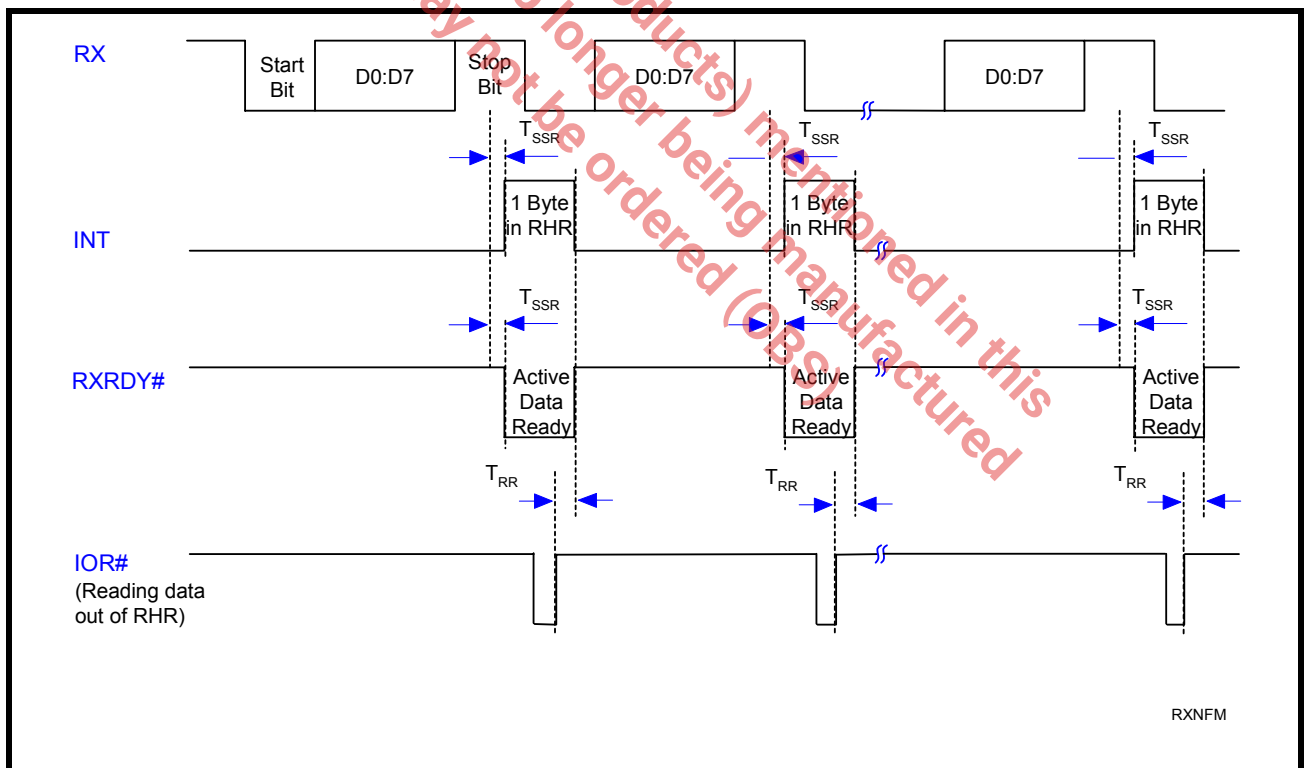 RX
Start
Bit
D0:D7
Stop
Bit
D0:D7
D0:D7
TSSR
TSSR
TSSR
INT
1 Byte
in RHR
1 Byte
in RHR
1 Byte
in RHR
TSSR
TSSR
TSSR
RXRDY#
Active
Data
Ready
Active
Data
Ready
Active
Data
Ready
TRR
TRR
TRR
IOR#
(Reading data
out of RHR)
RXNFM
products) mentioned in this
longer being manufactured
may not be ordered (OBS)